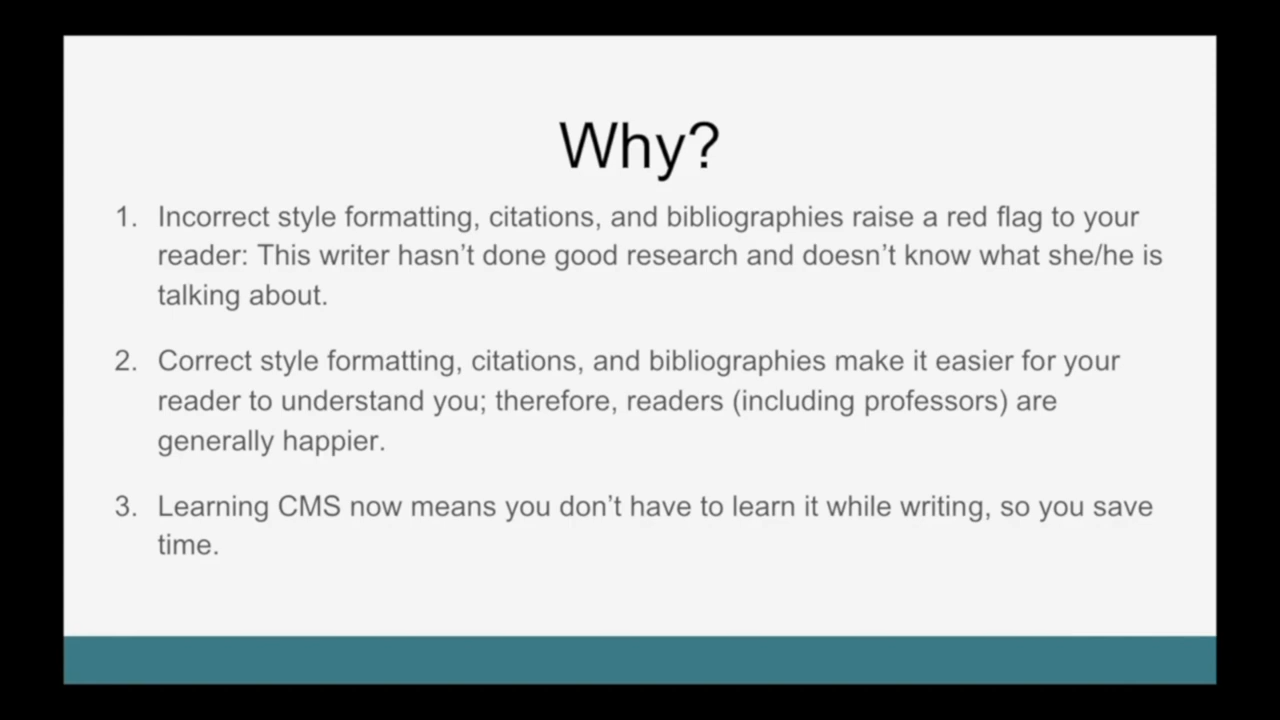 Why?
1. Incorrect style formatting, citations, and bibliographies raise a red flag to your
reader: This writer hasn’t done good research and doesn’t know what she/he is
talking about.
2. Correct style formatting, citations, and bibliographies make it easier for your
reader to understand you; therefore, readers (including professors) are
generally happier.
3. Learning CMS now means you don’t have to learn it while writing, so you save
time.